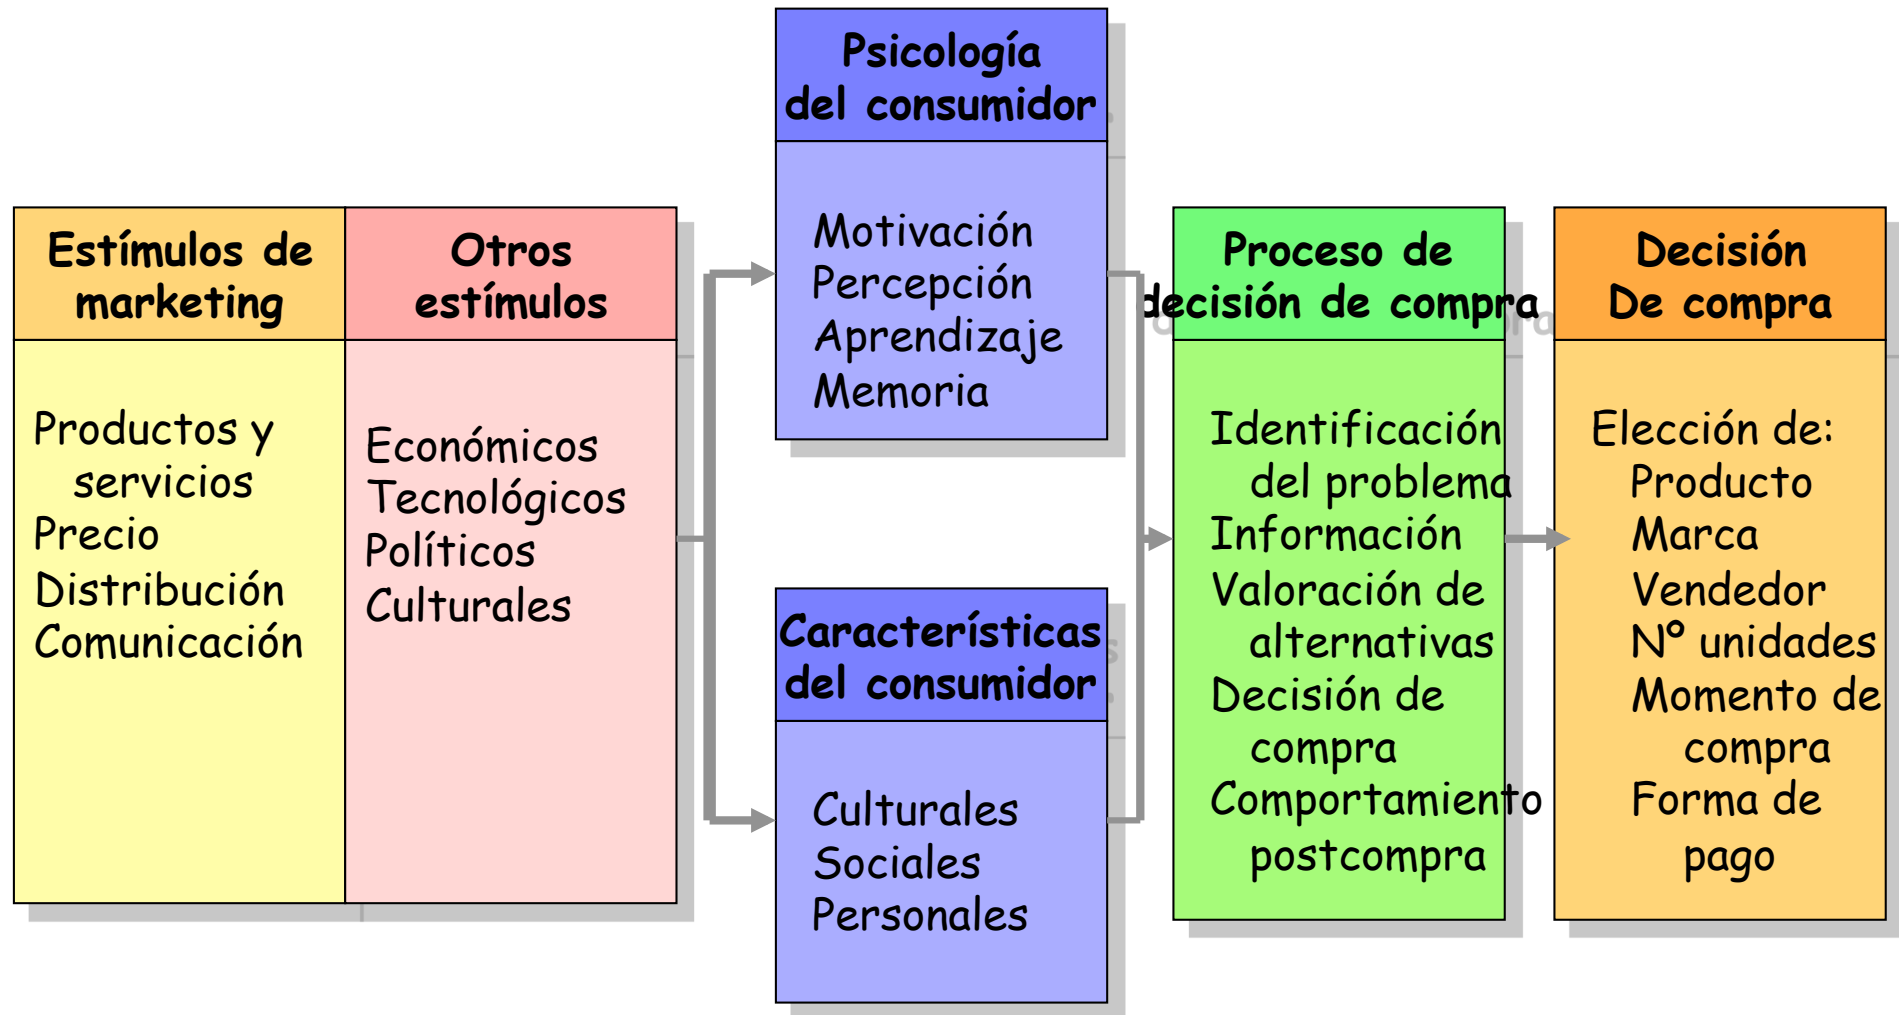 Estímulos de
marketing
Productos y
servicios
Precio
Distribución
Comunicación
Otros
estímulos
Económicos
Tecnológicos
Políticos
Culturales
Psicología
del consumidor
Motivación
Percepción
Aprendizaje
Memoria
Características
del consumidor
Culturales
Sociales
Personales
Proceso de
decisión de compra
Identificación
del problema
Información
Valoración de
alternativas
Decisión de
compra
Comportamiento
postcompra
Decisión
De compra
Elección de:
Producto
Marca
Vendedor
Nº unidades
Momento de
compra
Forma de
pago